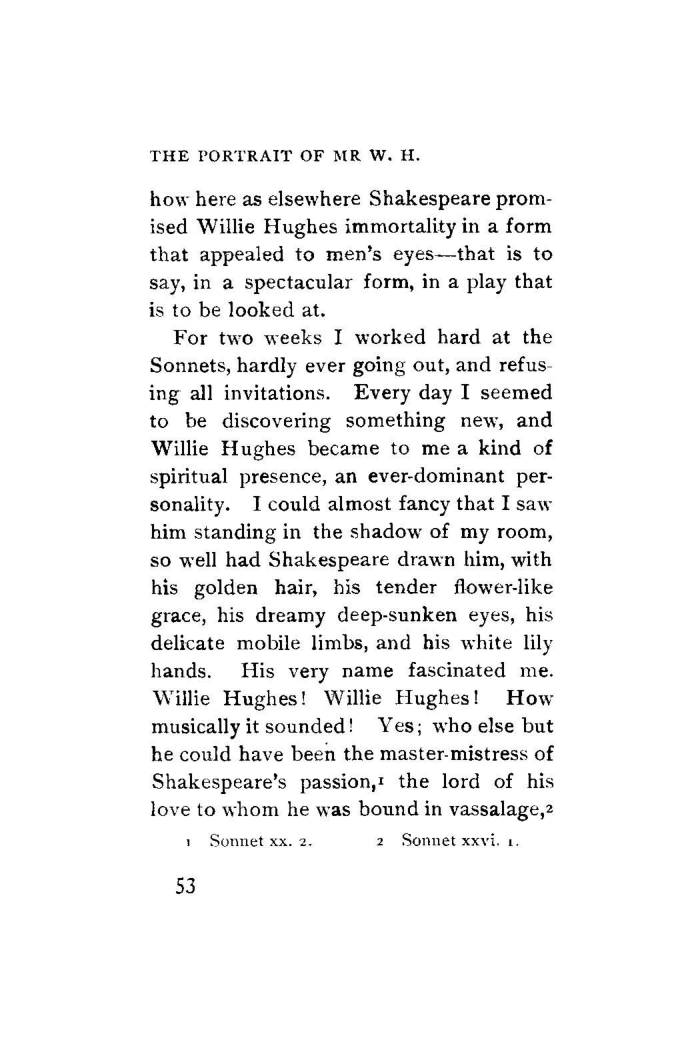 THE PORTRAIT OF MR W. H.
how here as elsewhere Shakespeare prom-
ised Willie Hughes immortality in a form
that appealed to men's eyes—that is to
say, in a spectacular form, in a play that
is to be looked at.
For two weeks I worked hard at the
Sonnets, hardly ever going out, and refus-
ing all invitations. Every day I seemed
to be discovering something new, and
Willie Hughes became to me a kind of
spiritual presence, an ever-dominant per-
sonality. I could almost fancy that I saw
him standing in the shadow of my room,
so well had Shakespeare drawn him, with
his golden hair, his tender flower-like
grace, his dreamy deep-sunken eyes, his
delicate mobile limbs, and his white lily
hands. His very name fascinated me.
Willie Hughes! Willie Hughes! How
musically it sounded! Yes; who else but
he could have been the master-mistress of
Shakespeare's passion,1 the lord of his
love to whom he was bound in vassalage,2
1 Sonnet xx. 2. 2 Sonnet xxvi. 1.
53